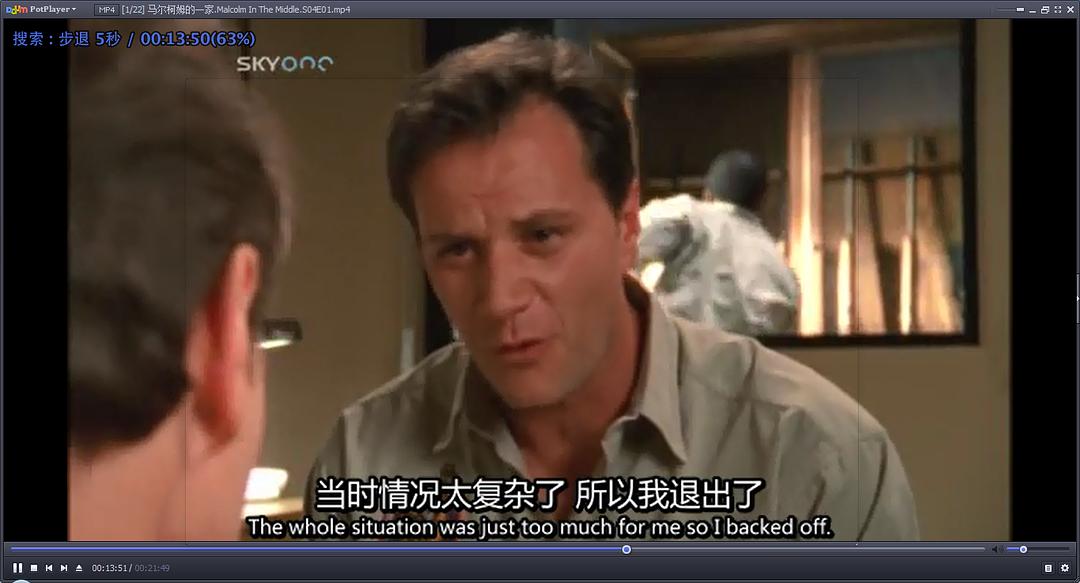 daum PotPlayer
MP4 [1/22] 马尔柯姆的一家.Malcolm In The Middle.S04E01.mp4
搜索 : 步退 5秒 / 00:13:50(63%)
SKY one
当时情况太复杂了 所以我退出了
The whole situation was just too much for me so I backed off.
00:13:51 / 00:21:49